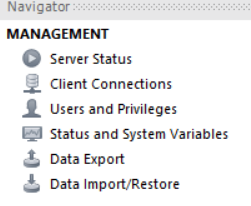 Navigator
MANAGEMENT
Server Status
Client Connections
Users and Privileges
Status and System Variables
Data Export
Data Import/Restore